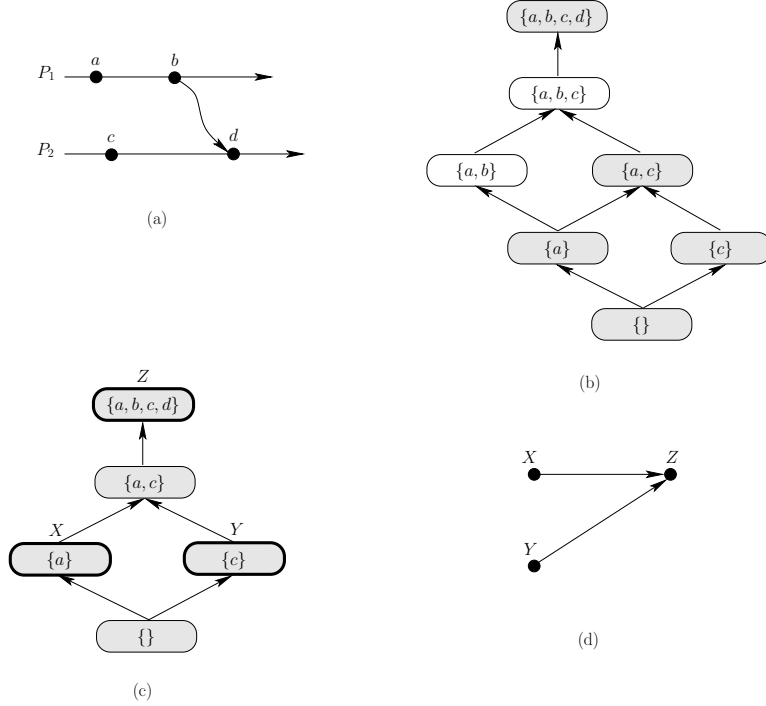 a
b
P₁
c
d
P₂
(a)
{a, b, c, d}
{a, b, c}
{a, b}
{a, c}
{a}
{c}
{}
(b)
Z
{a, b, c, d}
{a, c}
X
Y
{a}
{c}
{}
(c)
X
Z
Y
(d)